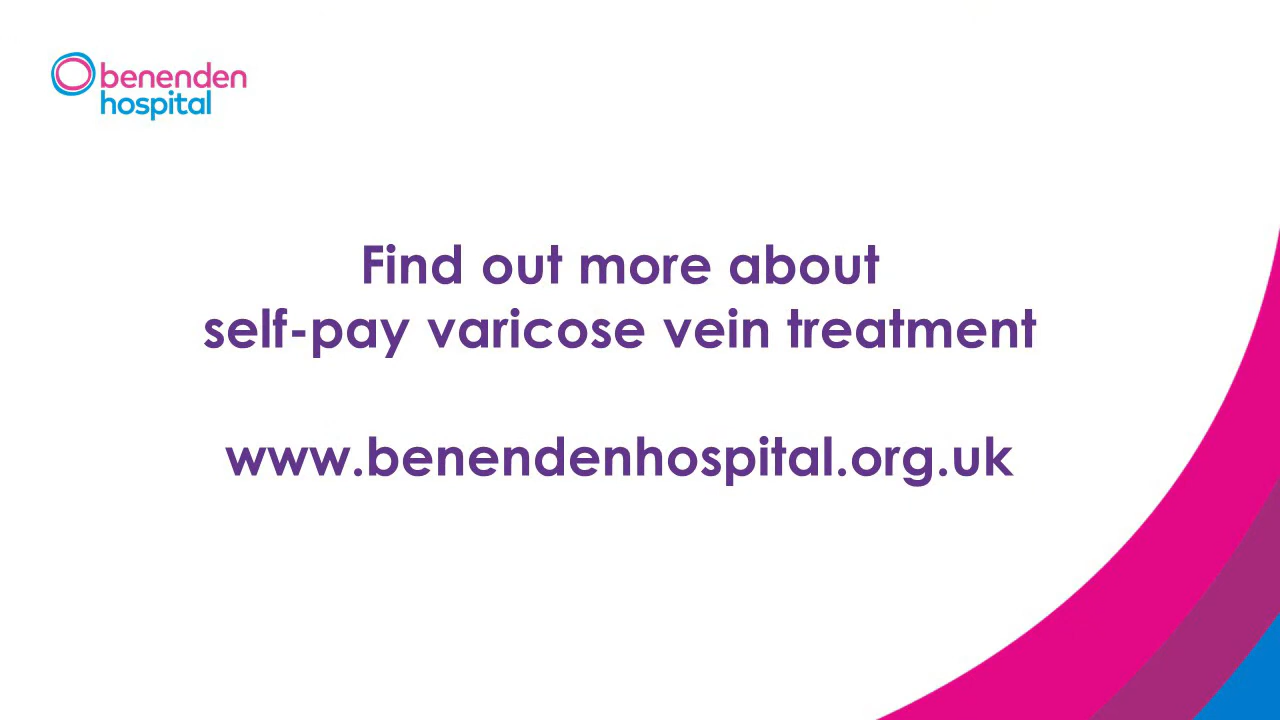 benenden
hospital
Find out more about
self-pay varicose vein treatment
www.benendenhospital.org.uk